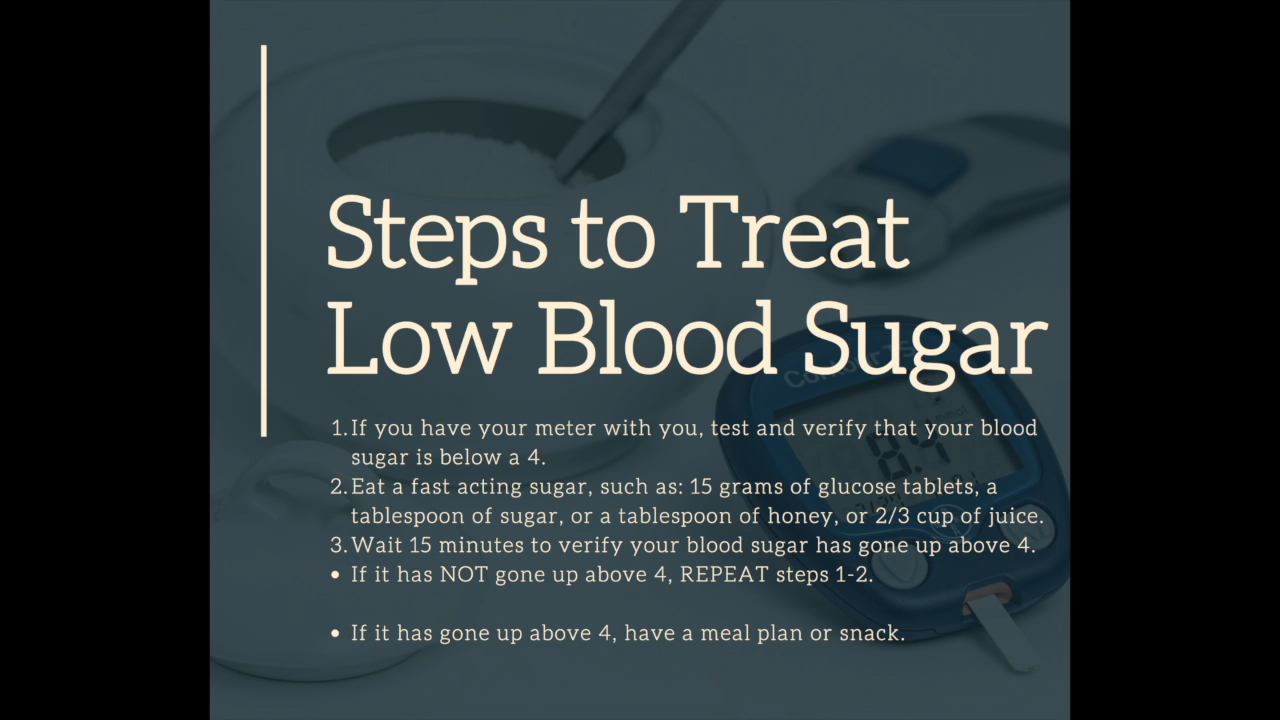 Steps to Treat
Low Blood Sugar
1. If you have your meter with you, test and verify that your blood
sugar is below a 4.
2. Eat a fast acting sugar, such as: 15 grams of glucose tablets, a
tablespoon of sugar, or a tablespoon of honey, or 2/3 cup of juice.
3. Wait 15 minutes to verify your blood sugar has gone up above 4.
• If it has NOT gone up above 4, REPEAT steps 1-2.
• If it has gone up above 4, have a meal plan or snack.